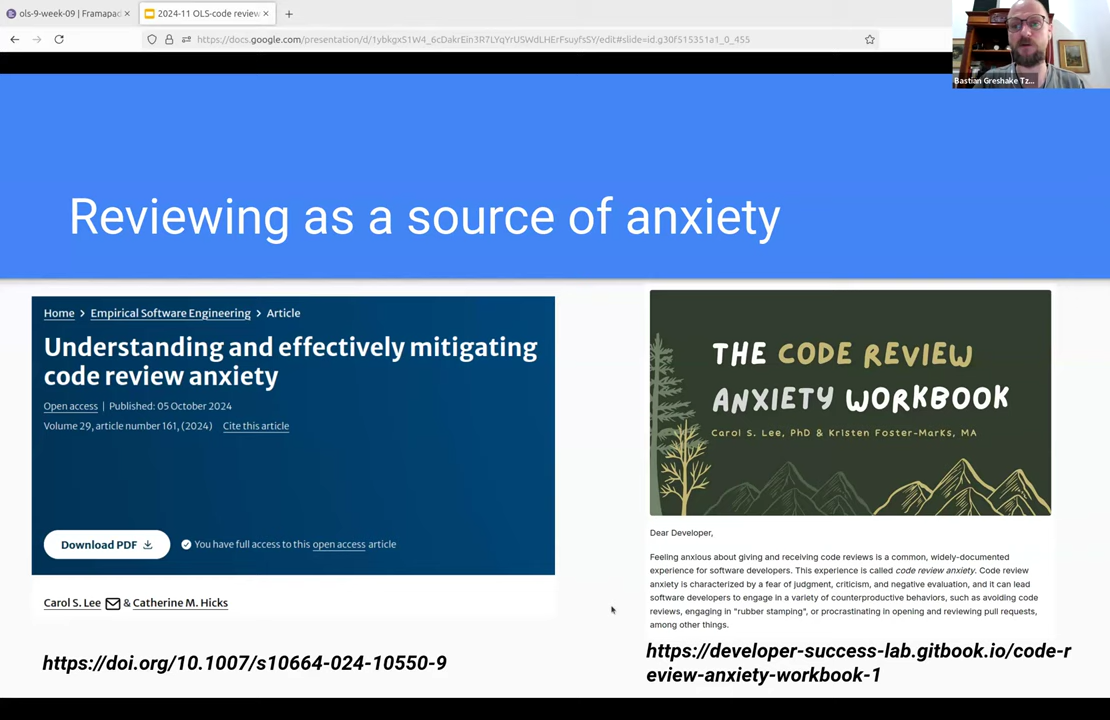 ols-9-week-09 | Framapad
2024-11 OLS-code review
https://docs.google.com/presentation/d/1ybkgxS1W4_6cDakrEin3R7LYqYrUSWdLHErFsuyfsSY/edit#slide=id.g30f515351a1_0_455
Bastian Greshake Tz...
Reviewing as a source of anxiety
Home > Empirical Software Engineering > Article
Understanding and effectively mitigating
code review anxiety
Open access | Published: 05 October 2024
Volume 29, article number 161, (2024) Cite this article
Download PDF
You have full access to this open access article
Carol S. Lee & Catherine M. Hicks
https://doi.org/10.1007/s10664-024-10550-9
THE CODE REVIEW
ANXIETY WORKBOOK
Carol S. Lee, PhD & Kristen Foster-Marks, MA
Dear Developer,
Feeling anxious about giving and receiving code reviews is a common, widely-documented
experience for software developers. This experience is called code review anxiety. Code review
anxiety is characterized by a fear of judgment, criticism, and negative evaluation, and it can lead
software developers to engage in a variety of counterproductive behaviors, such as avoiding code
reviews, engaging in "rubber stamping", or procrastinating in opening and reviewing pull requests,
among other things.
https://developer-success-lab.gitbook.io/code-r
eview-anxiety-workbook-1